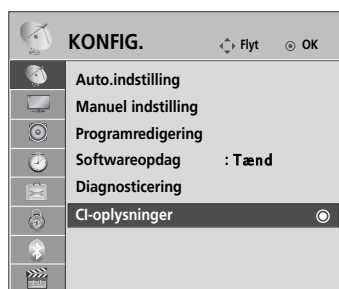 KONFIG. Flyt OK
Auto.indstilling
Manuel indstilling
Programredigering
Softwareopdag : Tænd
Diagnosticering
CI-oplysninger